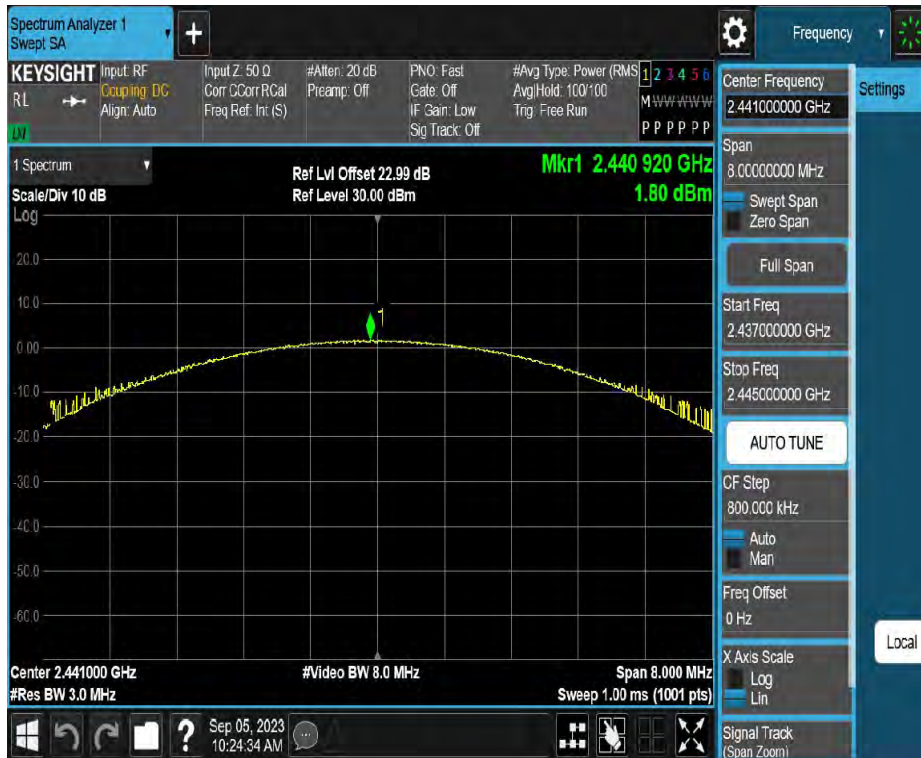 Spectrum Analyzer 1
Swept SA
+
Frequency
KEYSIGHT
RL
Input: RF
Coupling: DC
Align: Auto
Input Z: 50 Ω
Corr CCorr RCal
Freq Ref: Int (S)
#Atten: 20 dB
Preamp: Off
PNO: Fast
Gate: Off
IF Gain: Low
Sig Track: Off
#Avg Type: Power (RMS
Avg|Hold: 100/100
Trig: Free Run
1 2 3 4 5 6
M W W W W W
P P P P P P
Settings
1 Spectrum
Scale/Div 10 dB
Log
Ref Lvl Offset 22.99 dB
Ref Level 30.00 dBm
Mkr1 2.440 920 GHz
1.80 dBm
20.0
10.0
0.00
-10.0
-20.0
-30.0
-40.0
-50.0
-60.0
1
Center 2.441000 GHz
#Res BW 3.0 MHz
#Video BW 8.0 MHz
Span 8.000 MHz
Sweep 1.00 ms (1001 pts)
Center Frequency
2.441000000 GHz
Span
8.00000000 MHz
Swept Span
Zero Span
Full Span
Start Freq
2.437000000 GHz
Stop Freq
2.445000000 GHz
AUTO TUNE
CF Step
800.000 kHz
Auto
Man
Freq Offset
0 Hz
X Axis Scale
Log
Lin
Signal Track
(Span Zoom)
Local
?
Sep 05, 2023
10:24:34 AM